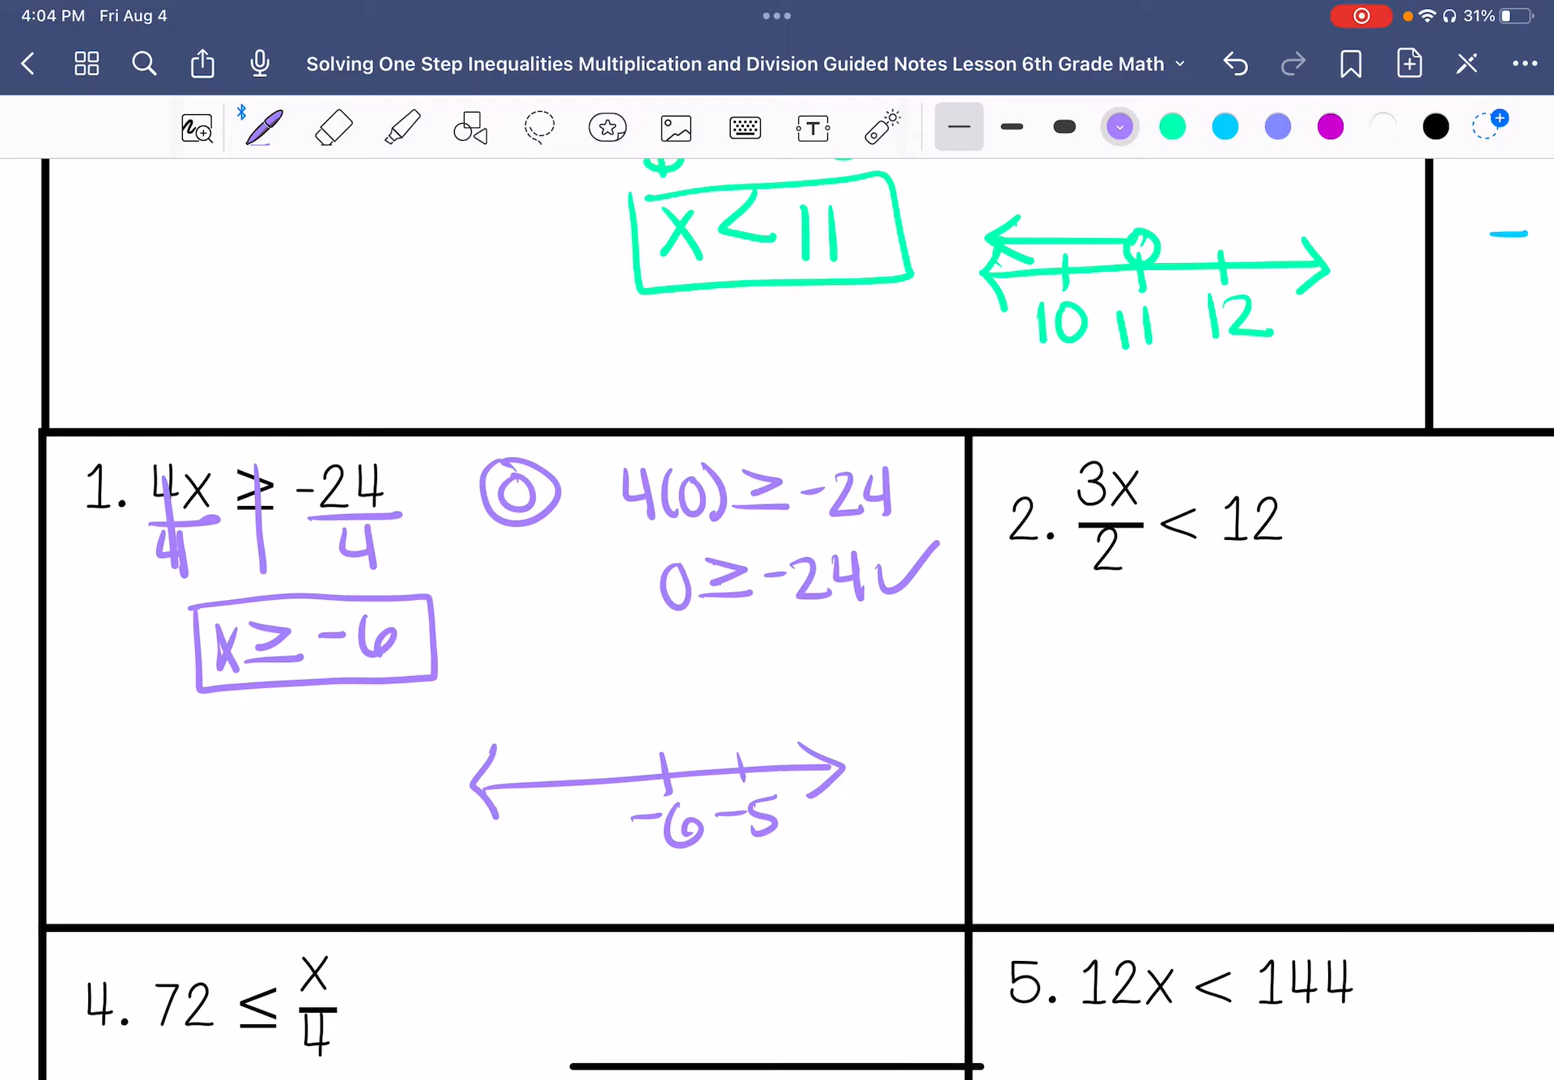 4:04 PM Fri Aug 4
31%
Solving One Step Inequalities Multiplication and Division Guided Notes Lesson 6th Grade Math
T
x < 11
10 11 12
1. 4x ≥ -24
4 4
x ≥ -6
0
4(0) ≥ -24
0 ≥ -24 ✓
-6 -5
2. 3x/2 < 12
4. 72 ≤ x/4
5. 12x < 144